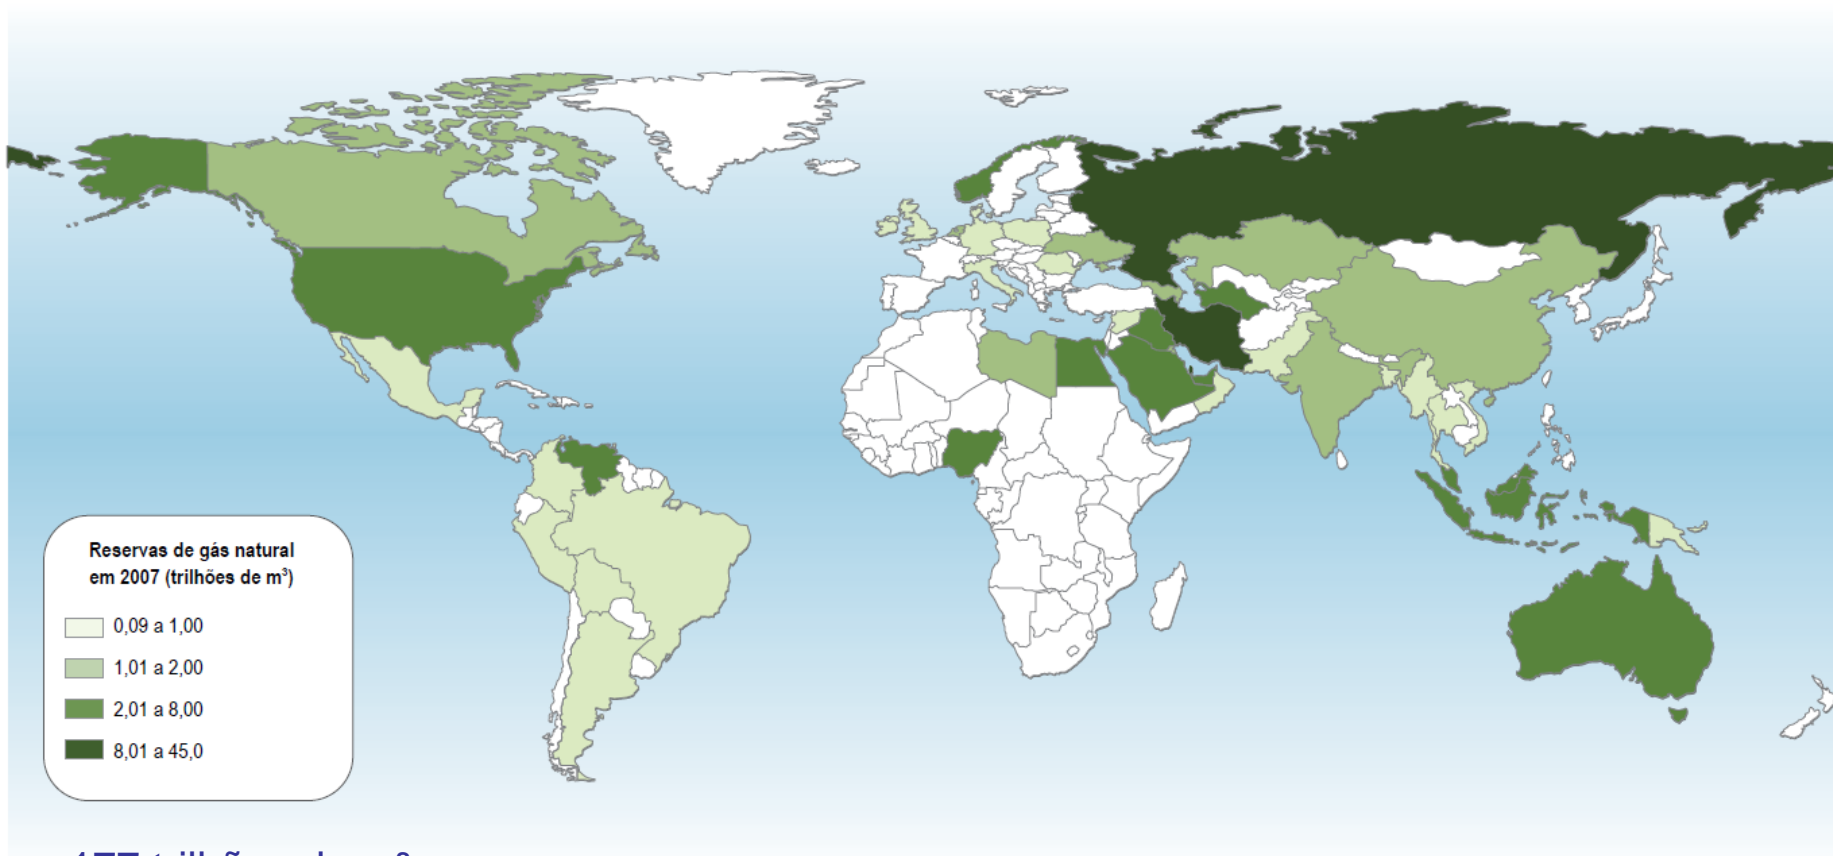 Reservas de gás natural
em 2007 (trilhões de m³)
0,09 a 1,00
1,01 a 2,00
2,01 a 8,00
8,01 a 45,0